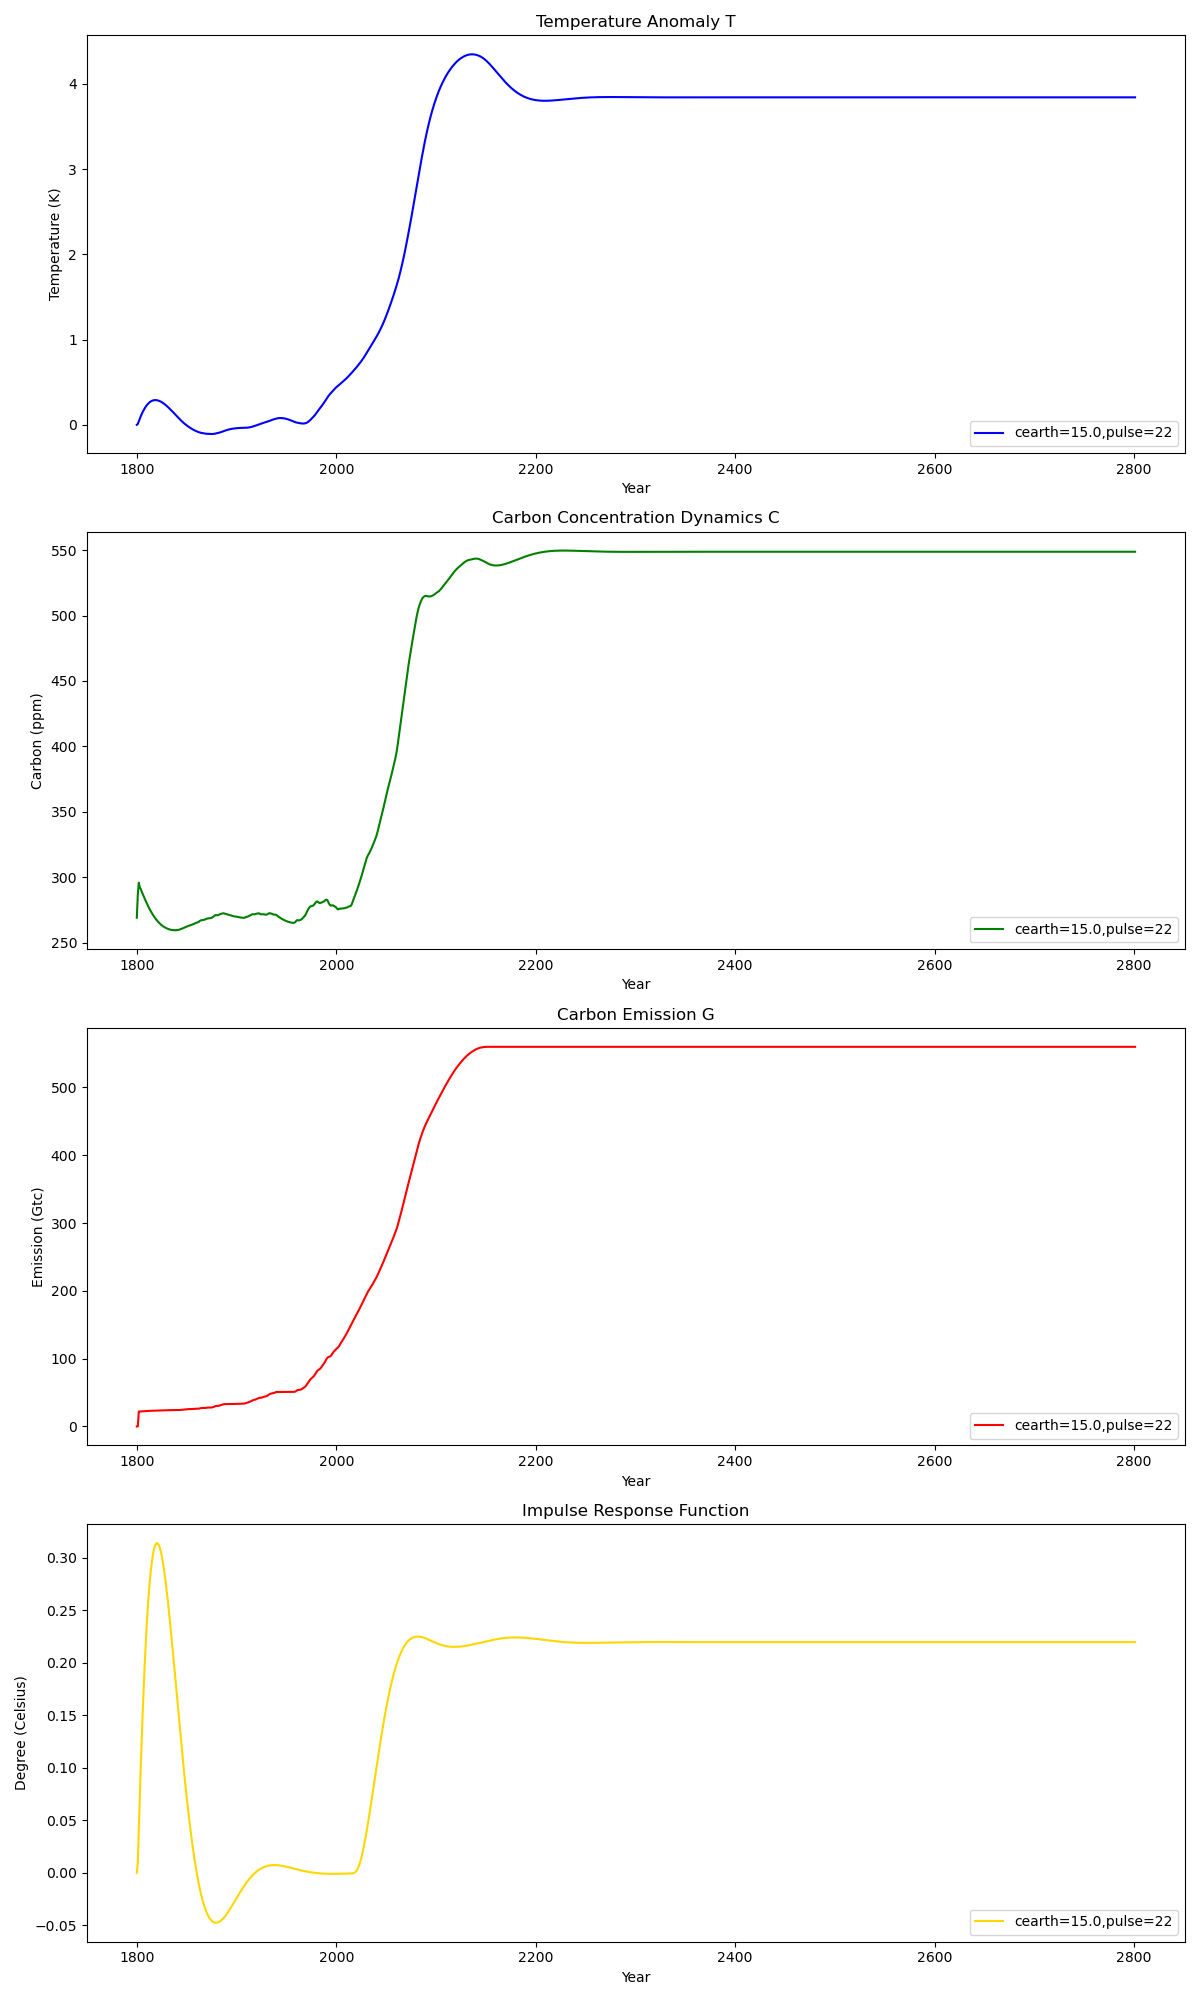 Temperature Anomaly T
Temperature (K)
4
3
2
1
0
cearth=15.0,pulse=22
1800 2000 2200 2400 2600 2800
Year
Carbon Concentration Dynamics C
Carbon (ppm)
550
500
450
400
350
300
250
cearth=15.0,pulse=22
1800 2000 2200 2400 2600 2800
Year
Carbon Emission G
Emission (Gtc)
500
400
300
200
100
0
cearth=15.0,pulse=22
1800 2000 2200 2400 2600 2800
Year
Impulse Response Function
Degree (Celsius)
0.30
0.25
0.20
0.15
0.10
0.05
0.00
−0.05
cearth=15.0,pulse=22
1800 2000 2200 2400 2600 2800
Year